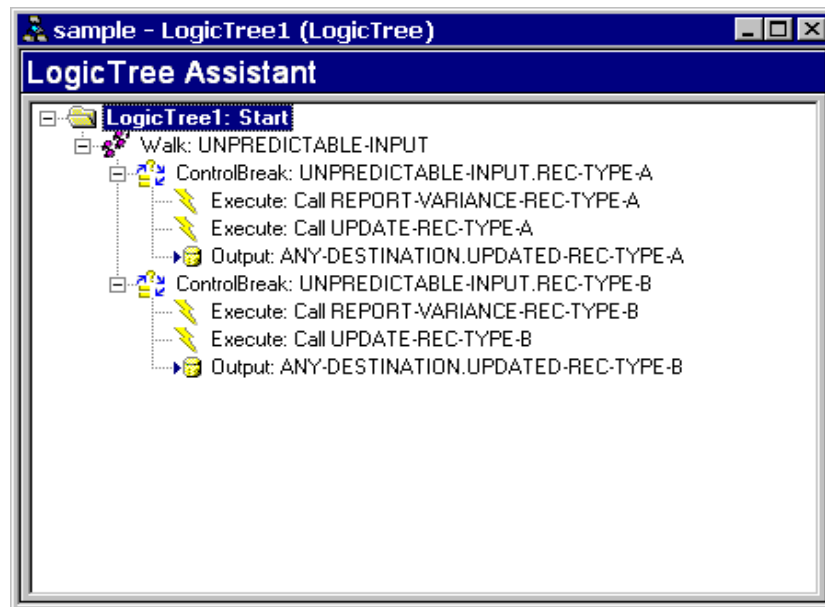 sample - LogicTree1 (LogicTree)
LogicTree Assistant
LogicTree1: Start
Walk: UNPREDICTABLE-INPUT
ControlBreak: UNPREDICTABLE-INPUT.REC-TYPE-A
Execute: Call REPORT-VARIANCE-REC-TYPE-A
Execute: Call UPDATE-REC-TYPE-A
Output: ANY-DESTINATION.UPDATED-REC-TYPE-A
ControlBreak: UNPREDICTABLE-INPUT.REC-TYPE-B
Execute: Call REPORT-VARIANCE-REC-TYPE-B
Execute: Call UPDATE-REC-TYPE-B
Output: ANY-DESTINATION.UPDATED-REC-TYPE-B